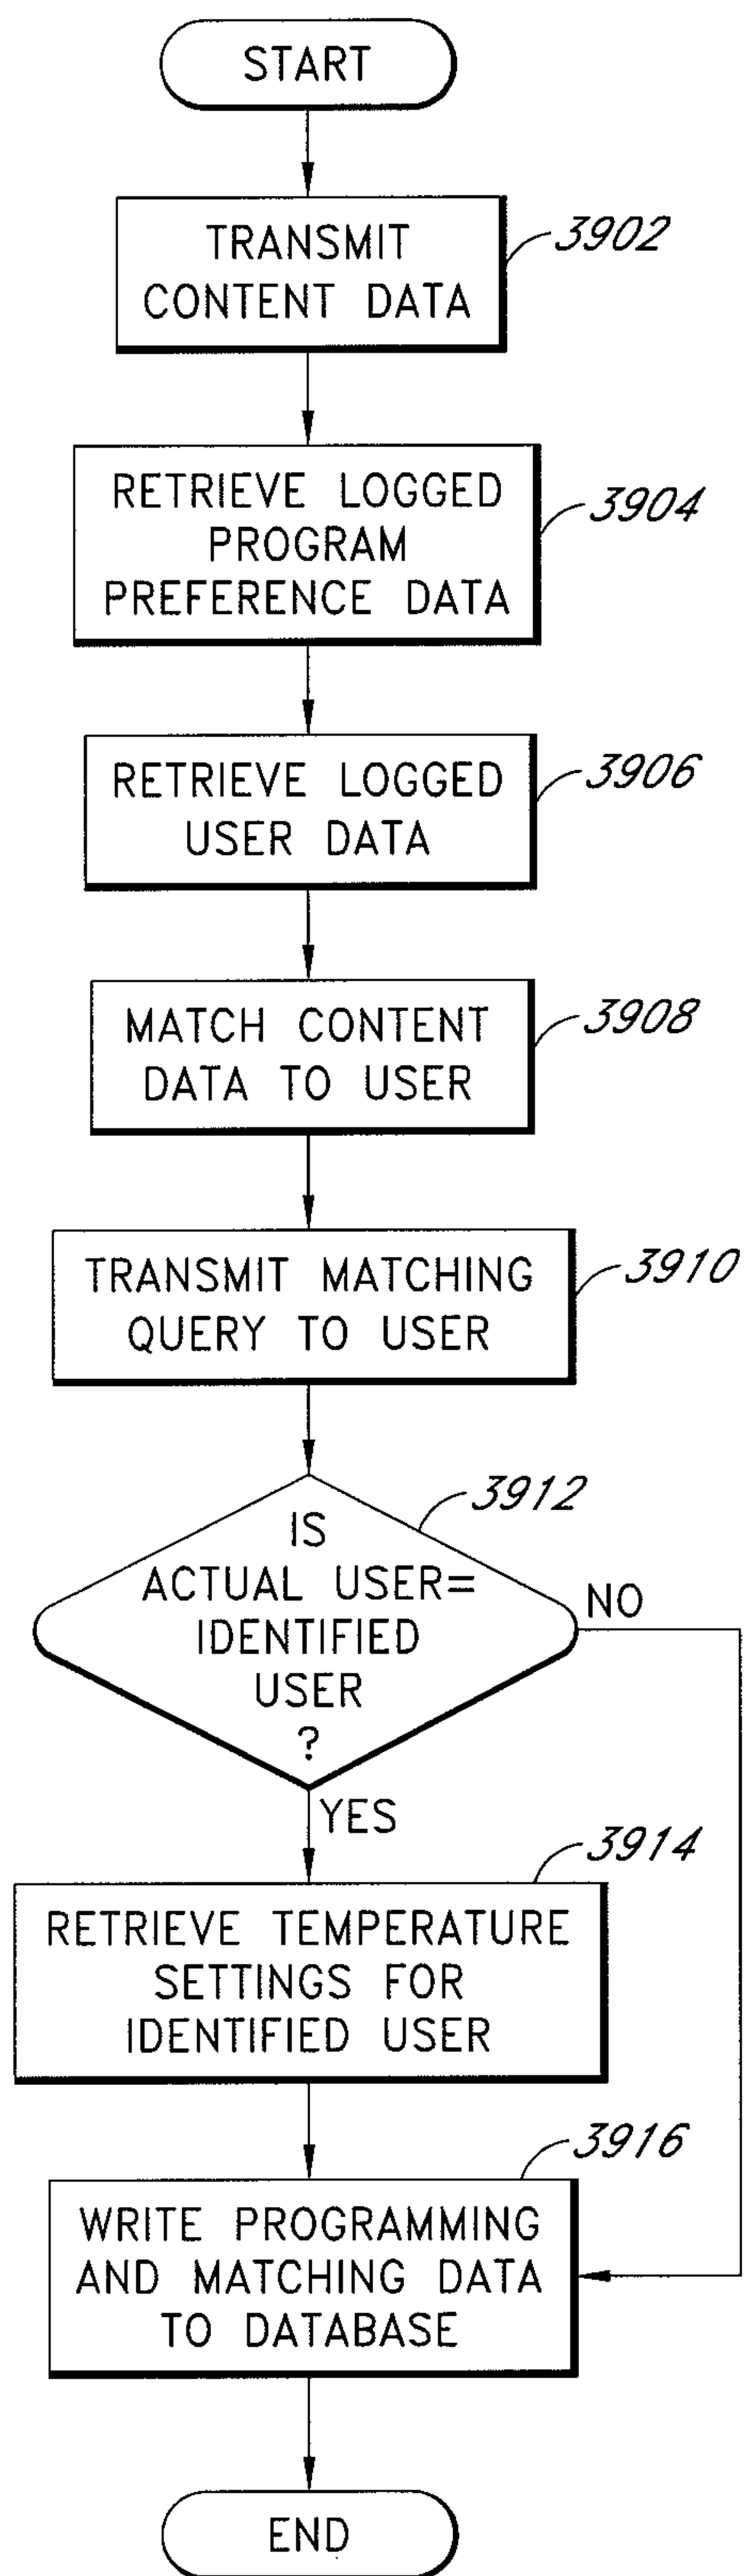 START
TRANSMIT
CONTENT DATA
3902
RETRIEVE LOGGED
PROGRAM
PREFERENCE DATA
3904
RETRIEVE LOGGED
USER DATA
3906
MATCH CONTENT
DATA TO USER
3908
TRANSMIT MATCHING
QUERY TO USER
3910
IS
ACTUAL USER=
IDENTIFIED
USER
?
3912
NO
YES
RETRIEVE TEMPERATURE
SETTINGS FOR
IDENTIFIED USER
3914
WRITE PROGRAMMING
AND MATCHING DATA
TO DATABASE
3916
END